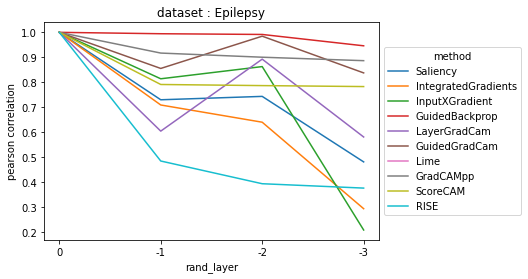 dataset : Epilepsy
pearson correlation
1.0
0.9
0.8
0.7
0.6
0.5
0.4
0.3
0.2
0
-1
-2
-3
rand_layer
method
Saliency
IntegratedGradients
InputXGradient
GuidedBackprop
LayerGradCam
GuidedGradCam
Lime
GradCAMpp
ScoreCAM
RISE